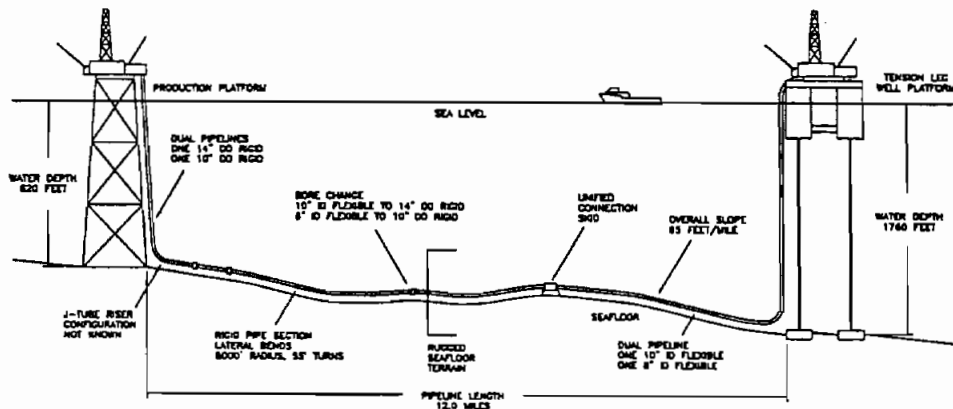 PRODUCTION PLATFORM
TENSION LEG
WELL PLATFORM
SEA LEVEL
DUAL PIPELINES
ONE 14" OD RIGID
ONE 10" OD RIGID
WATER DEPTH
620 FEET
BORE CHANGE
10" ID FLEXIBLE TO 14" OD RIGID
8" ID FLEXIBLE TO 10" OD RIGID
UNIFIED
CONNECTION
SKID
OVERALL SLOPE
85 FEET/MILE
WATER DEPTH
1760 FEET
J-TUBE RISER
CONFIGURATION
NOT KNOWN
RIGID PIPE SECTION
LATERAL BENDS
RADIUS, 55° TURNS
RUGGED
SEAFLOOR
TERRAIN
SEAFLOOR
DUAL PIPELINE
ONE 10" ID FLEXIBLE
ONE 8" ID FLEXIBLE
PIPELINE LENGTH
12.0 MILES